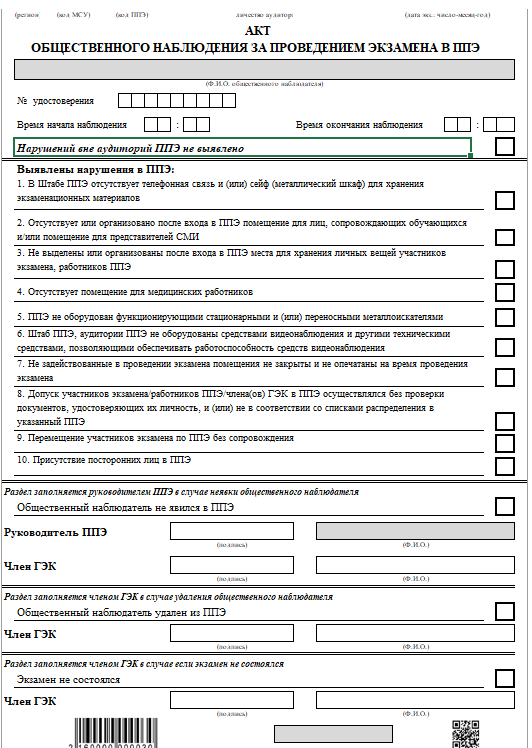 (регион (код МСУ) (код ППЭ) личество аудитор (дата экз.: число-месяц-год)
АКТ
ОБЩЕСТВЕННОГО НАБЛЮДЕНИЯ ЗА ПРОВЕДЕНИЕМ ЭКЗАМЕНА В ППЭ
(Ф.И.О. общественного наблюдателя)
№ удостоверения
Время начала наблюдения : Время окончания наблюдения :
Нарушений вне аудиторий ППЭ не выявлено
Выявлены нарушения в ППЭ:
1. В Штабе ППЭ отсутствует телефонная связь и (или) сейф (металлический шкаф) для хранения
экзаменационных материалов
2. Отсутствует или организовано после входа в ППЭ помещение для лиц, сопровождающих обучающихся
и/или помещение для представителей СМИ
3. Не выделены или организованы после входа в ППЭ места для хранения личных вещей участников
экзамена, работников ППЭ
4. Отсутствует помещение для медицинских работников
5. ППЭ не оборудован функционирующими стационарными и (или) переносными металлоискателями
6. Штаб ППЭ, аудитории ППЭ не оборудованы средствами видеонаблюдения и другими техническими
средствами, позволяющими обеспечивать работоспособность средств видеонаблюдения
7. Не задействованные в проведении экзамена помещения не закрыты и не опечатаны на время проведения
экзамена
8. Допуск участников экзамена/работников ППЭ/члена(ов) ГЭК в ППЭ осуществлялся без проверки
документов, удостоверяющих их личность, и (или) не в соответствии со списками распределения в
указанный ППЭ
9. Перемещение участников экзамена по ППЭ без сопровождения
10. Присутствие посторонних лиц в ППЭ
Раздел заполняется руководителем ППЭ в случае неявки общественного наблюдателя
Общественный наблюдатель не явился в ППЭ
Руководитель ППЭ
(подпись) (Ф.И.О.)
Член ГЭК
(подпись) (Ф.И.О.)
Раздел заполняется членом ГЭК в случае удаления общественного наблюдателя
Общественный наблюдатель удален из ППЭ
Член ГЭК
(подпись) (Ф.И.О.)
Раздел заполняется членом ГЭК в случае если экзамен не состоялся
Экзамен не состоялся
Член ГЭК
(подпись) (Ф.И.О.)